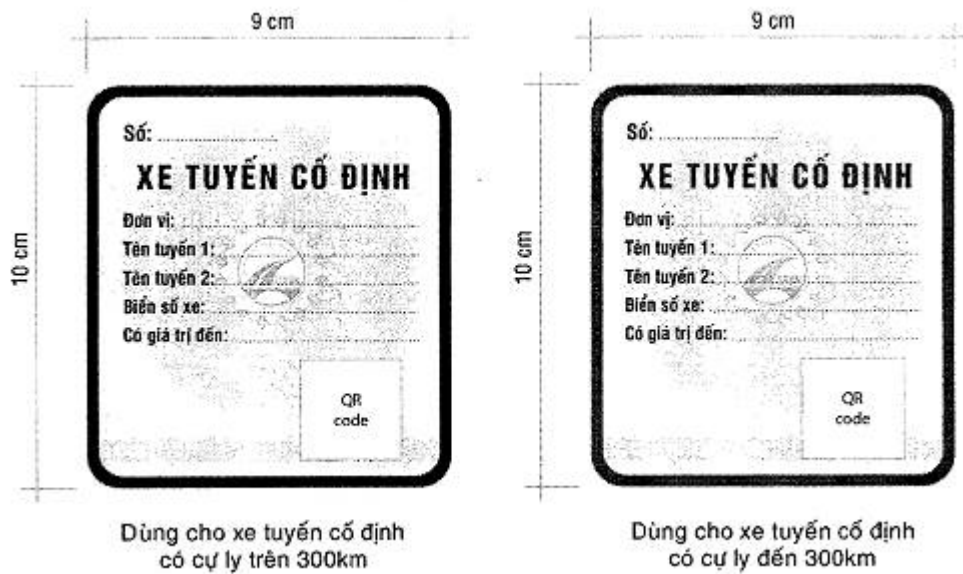 9 cm
10 cm
Số:
XE TUYẾN CỐ ĐỊNH
Đơn vị:
Tên tuyến 1:
Tên tuyến 2:
Biển số xe:
Có giá trị đến:
QR
code
Dùng cho xe tuyến cố định
có cự ly trên 300km
9 cm
10 cm
Số:
XE TUYẾN CỐ ĐỊNH
Đơn vị:
Tên tuyến 1:
Tên tuyến 2:
Biển số xe:
Có giá trị đến:
QR
code
Dùng cho xe tuyến cố định
có cự ly đến 300km